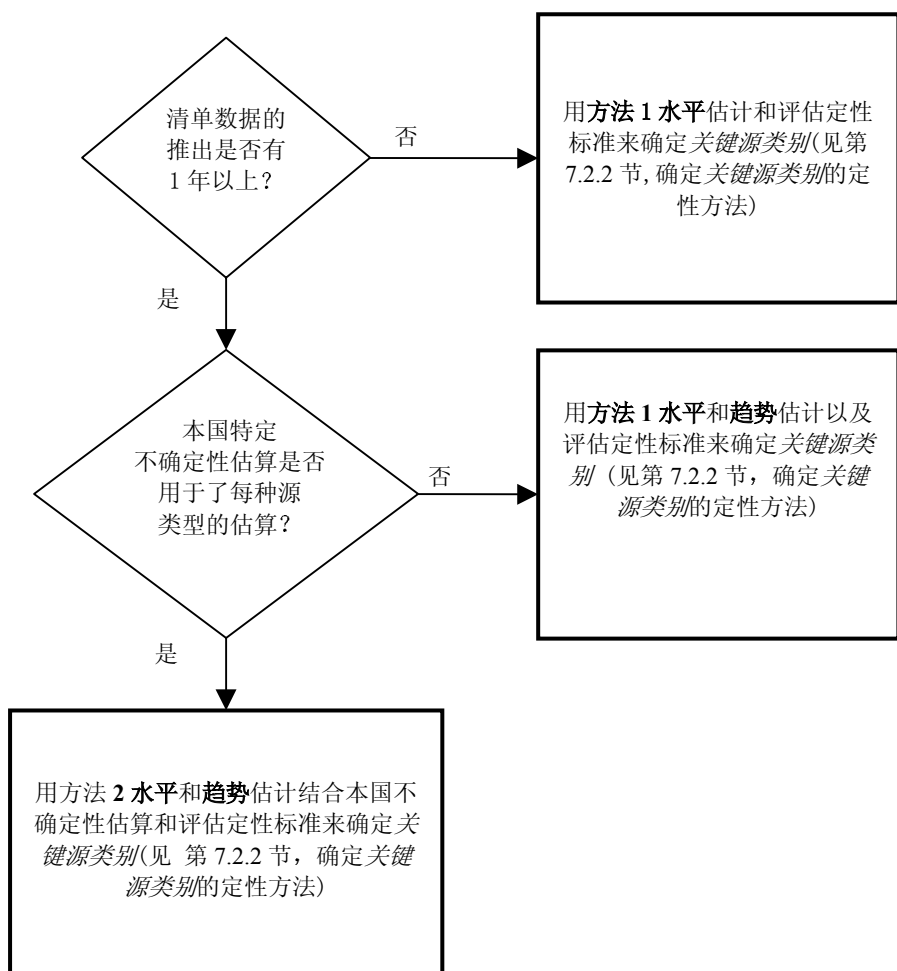 清单数据的
推出是否有
1 年以上？
否
用方法 1 水平估计和评估定性
标准来确定关键源类别(见第
7.2.2 节, 确定关键源类别的定
性方法)
是
本国特定
不确定性估算是否
用于了每种源
类型的估算？
否
用方法 1 水平和趋势估计以及
评估定性标准来确定关键源类
别 (见第 7.2.2 节，确定关键
源类别的定性方法)
是
用方法 2 水平和趋势估计结合本国不
确定性估算和评估定性标准来确定关
键源类别(见 第 7.2.2 节，确定关键
源类别的定性方法)